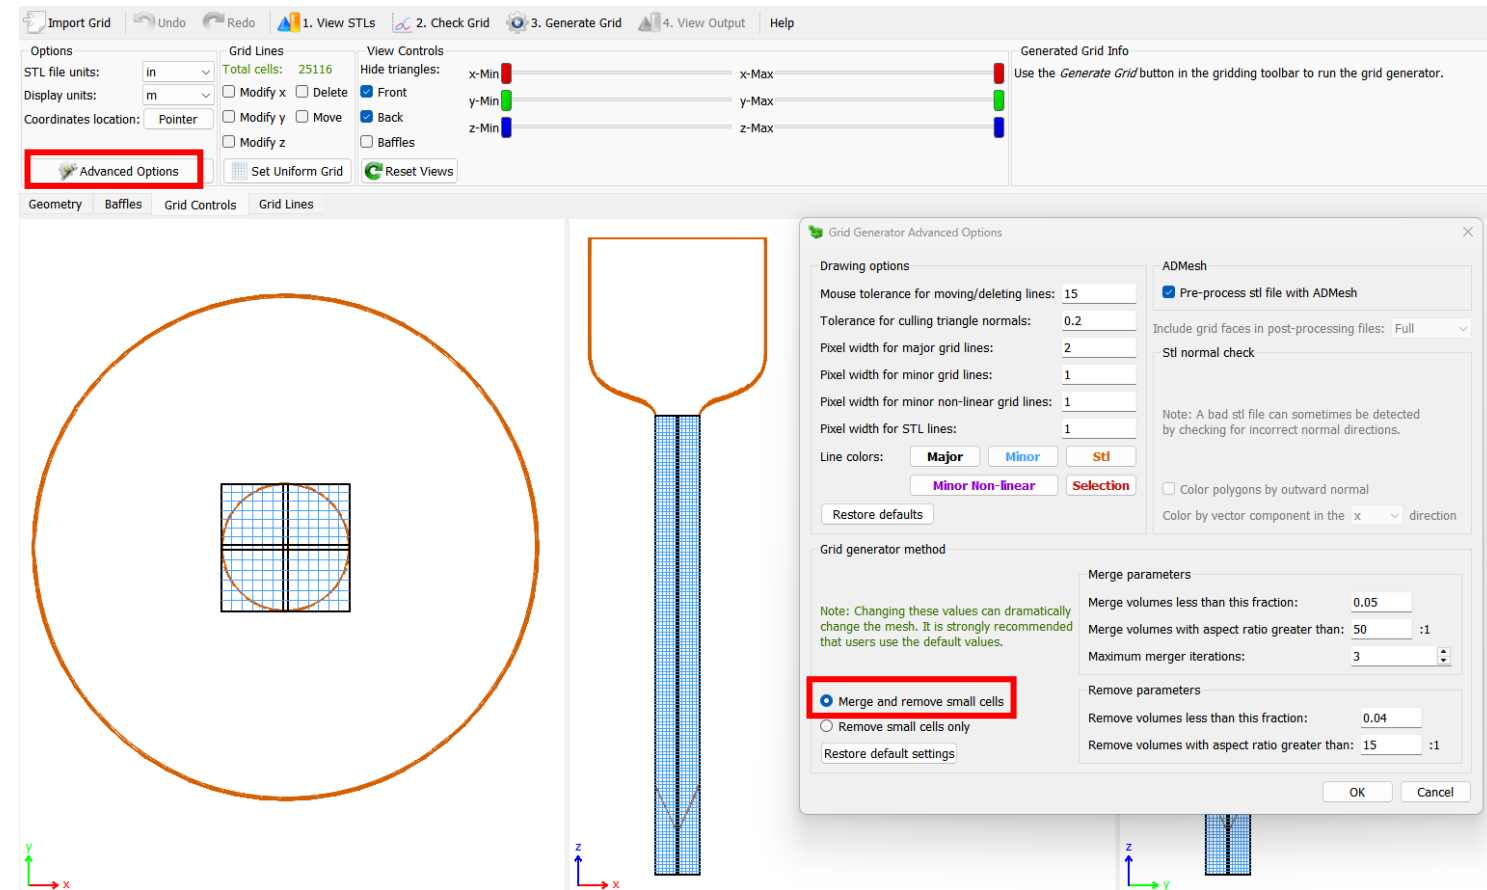 Import Grid Undo Redo 1. View STLs 2. Check Grid 3. Generate Grid 4. View Output Help
Options
STL file units: in
Display units: m
Coordinates location: Pointer
Advanced Options
Grid Lines
Total cells: 25116
Modify x Delete
Modify y Move
Modify z
Set Uniform Grid
View Controls
Hide triangles:
Front
Back
Baffles
Reset Views
x-Min x-Max
y-Min y-Max
z-Min z-Max
Generated Grid Info
Use the Generate Grid button in the gridding toolbar to run the grid generator.
Geometry Baffles Grid Controls Grid Lines
Grid Generator Advanced Options
Drawing options
Mouse tolerance for moving/deleting lines: 15
Tolerance for culling triangle normals: 0.2
Pixel width for major grid lines: 2
Pixel width for minor grid lines: 1
Pixel width for minor non-linear grid lines: 1
Pixel width for STL lines: 1
Line colors: Major Minor Stl
Minor Non-linear Selection
Restore defaults
ADMesh
Pre-process stl file with ADMesh
Include grid faces in post-processing files: Full
Stl normal check
Note: A bad stl file can sometimes be detected
by checking for incorrect normal directions.
Color polygons by outward normal
Color by vector component in the x direction
Grid generator method
Note: Changing these values can dramatically
change the mesh. It is strongly recommended
that users use the default values.
Merge and remove small cells
Remove small cells only
Restore default settings
Merge parameters
Merge volumes less than this fraction: 0.05
Merge volumes with aspect ratio greater than: 50 :1
Maximum merger iterations: 3
Remove parameters
Remove volumes less than this fraction: 0.04
Remove volumes with aspect ratio greater than: 15 :1
OK Cancel
y
x
z
x
z
y